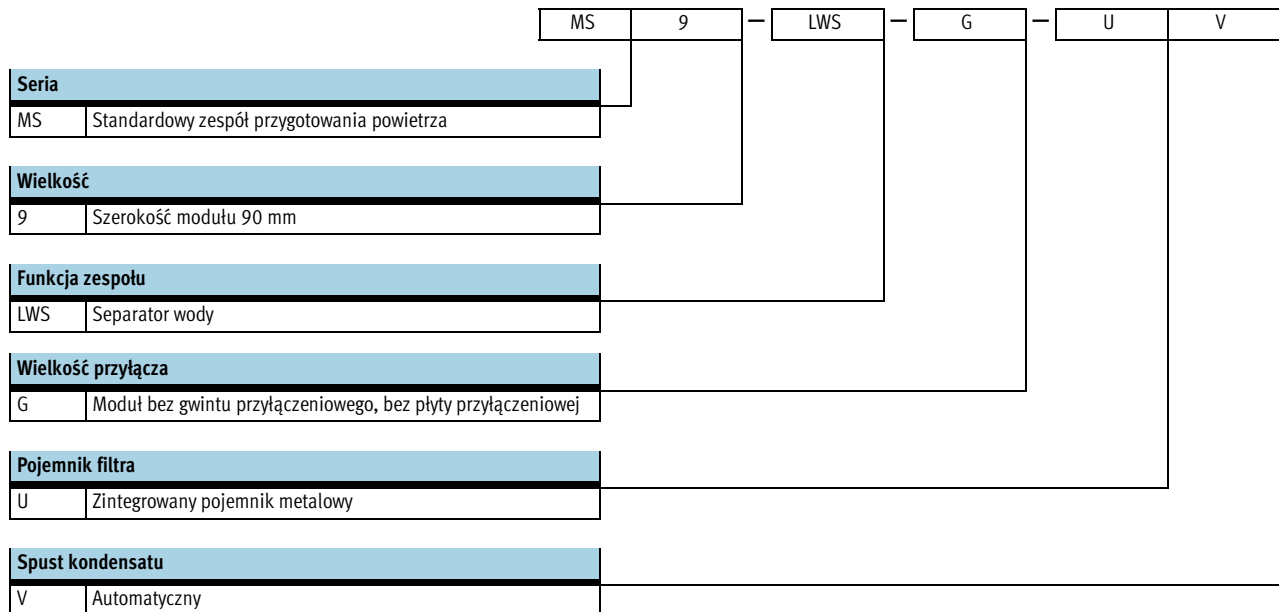 MS 9 – LWS – G – U V
Seria
MS Standardowy zespół przygotowania powietrza
Wielkość
9 Szerokość modułu 90 mm
Funkcja zespołu
LWS Separator wody
Wielkość przyłącza
G Moduł bez gwintu przyłączeniowego, bez płyty przyłączeniowej
Pojemnik filtra
U Zintegrowany pojemnik metalowy
Spust kondensatu
V Automatyczny